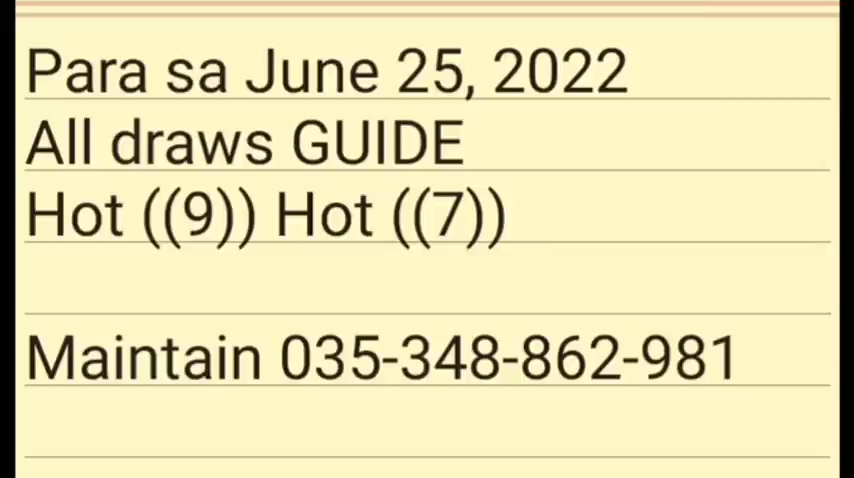 Para sa June 25, 2022
All draws GUIDE
Hot ((9)) Hot ((7))
Maintain 035-348-862-981